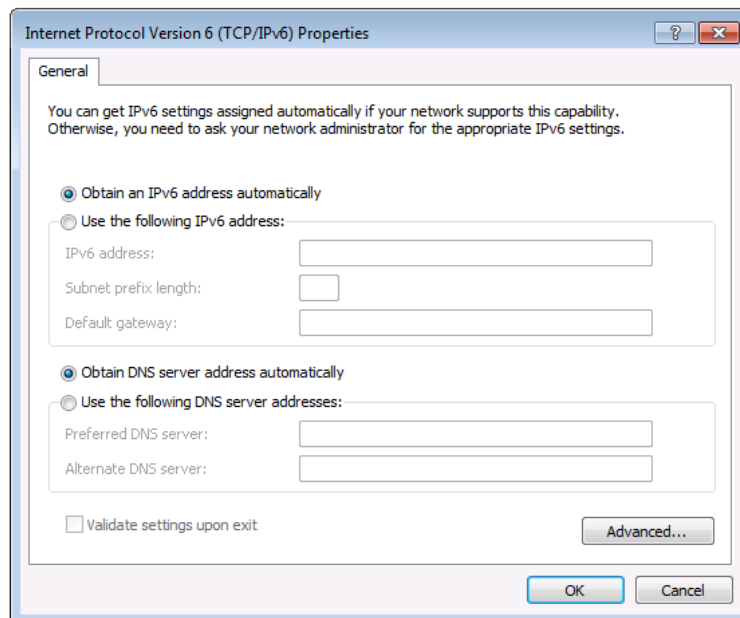 Internet Protocol Version 6 (TCP/IPv6) Properties
?
General
You can get IPv6 settings assigned automatically if your network supports this capability.
Otherwise, you need to ask your network administrator for the appropriate IPv6 settings.
Obtain an IPv6 address automatically
Use the following IPv6 address:
IPv6 address:
Subnet prefix length:
Default gateway:
Obtain DNS server address automatically
Use the following DNS server addresses:
Preferred DNS server:
Alternate DNS server:
Validate settings upon exit
Advanced...
OK Cancel